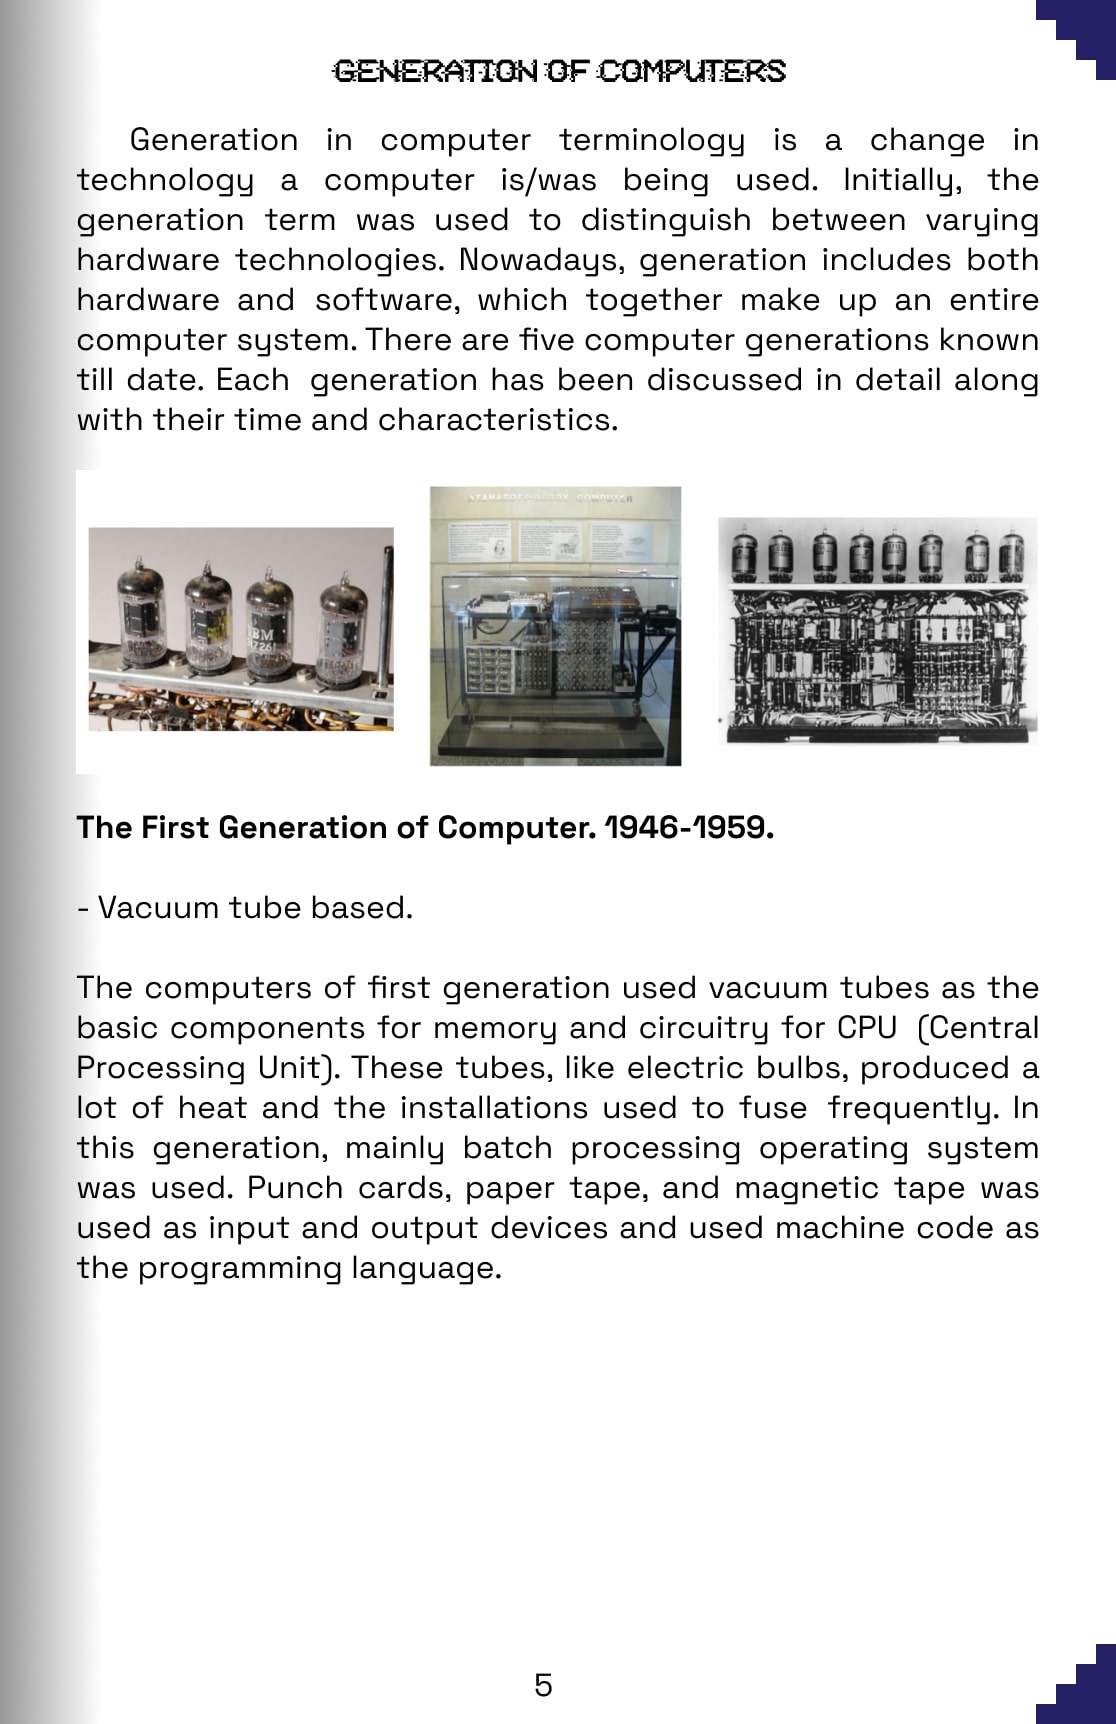 GENERATION OF COMPUTERS
Generation in computer terminology is a change in
technology a computer is/was being used. Initially, the
generation term was used to distinguish between varying
hardware technologies. Nowadays, generation includes both
hardware and software, which together make up an entire
computer system. There are five computer generations known
till date. Each generation has been discussed in detail along
with their time and characteristics.
ATANASOFF-BERRY COMPUTER
IBM
The First Generation of Computer. 1946-1959.
- Vacuum tube based.
The computers of first generation used vacuum tubes as the
basic components for memory and circuitry for CPU (Central
Processing Unit). These tubes, like electric bulbs, produced a
lot of heat and the installations used to fuse frequently. In
this generation, mainly batch processing operating system
was used. Punch cards, paper tape, and magnetic tape was
used as input and output devices and used machine code as
the programming language.
5